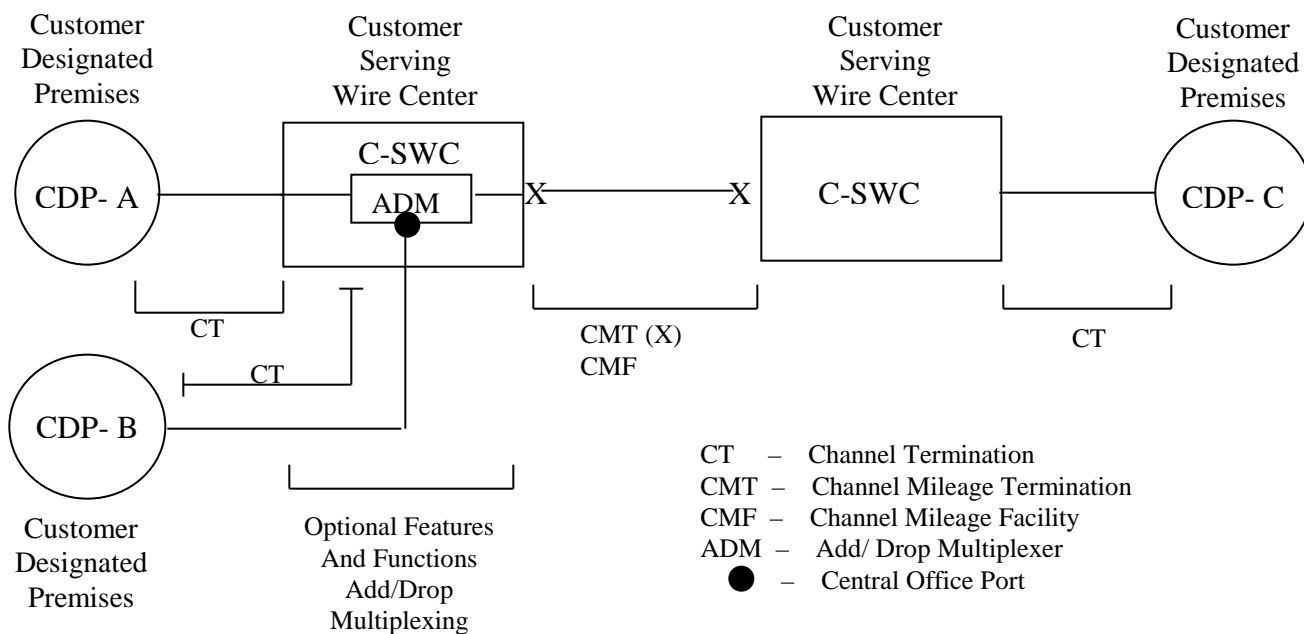 Customer
Designated
Premises
Customer
Serving
Wire Center
Customer
Serving
Wire Center
Customer
Designated
Premises
C-SWC
CDP- A
ADM
X
X
C-SWC
CDP- C
CT
CMT (X)
CMF
CT
CT
CDP- B
Customer
Designated
Premises
Optional Features
And Functions
Add/Drop
Multiplexing
CT – Channel Termination
CMT – Channel Mileage Termination
CMF – Channel Mileage Facility
ADM – Add/ Drop Multiplexer
– Central Office Port